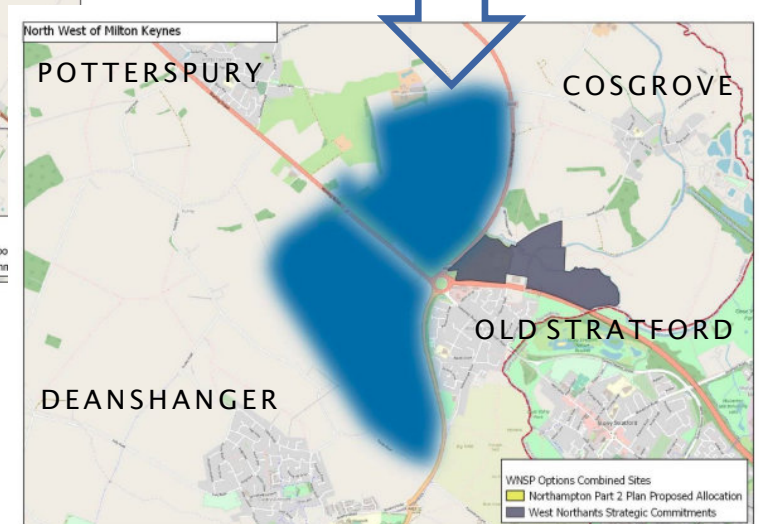 North West of Milton Keynes
POTTERSPURY
COSGROVE
OLD STRATFORD
DEANSHANGER
WNSP Options Combined Sites
Northampton Part 2 Plan Proposed Allocation
West Northants Strategic Commitments